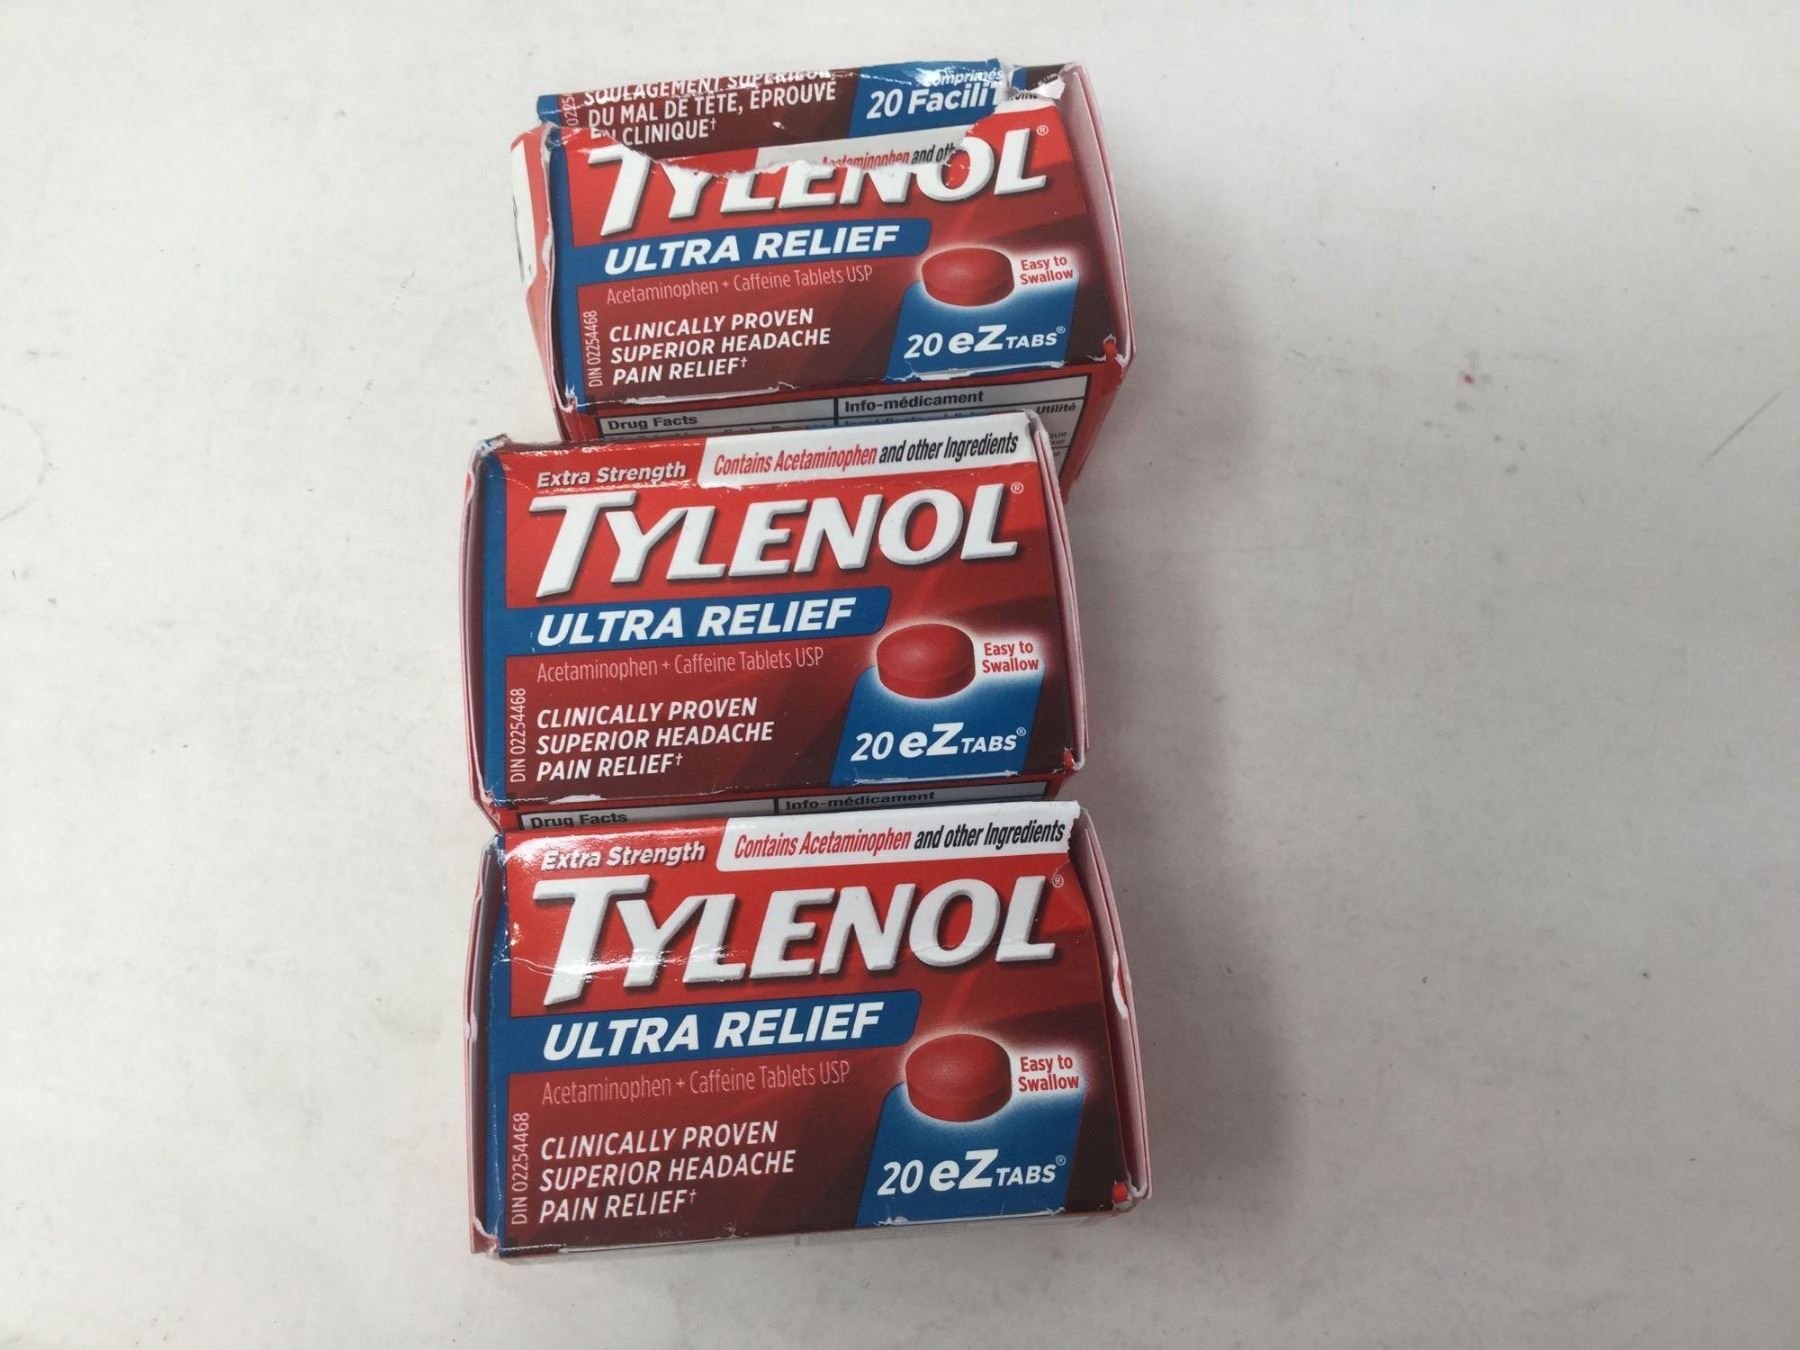 SOULAGEMENT SUPÉRIEUR
DU MAL DE TÊTE, ÉPROUVÉ
EN CLINIQUE†
comprimés
20 Facili
Acetaminophen and oth
TYLENOL®
ULTRA RELIEF
Acetaminophen + Caffeine Tablets USP
Easy to
Swallow
CLINICALLY PROVEN
SUPERIOR HEADACHE
PAIN RELIEF†
20 eZ TABS®
DIN 02254468
Drug Facts
Info-médicament
Utilité
Extra Strength
Contains Acetaminophen and other Ingredients
TYLENOL®
ULTRA RELIEF
Acetaminophen + Caffeine Tablets USP
Easy to
Swallow
CLINICALLY PROVEN
SUPERIOR HEADACHE
PAIN RELIEF†
20 eZ TABS®
DIN 02254468
Drug Facts
Info-médicament
Extra Strength
Contains Acetaminophen and other Ingredients
TYLENOL®
ULTRA RELIEF
Acetaminophen + Caffeine Tablets USP
Easy to
Swallow
CLINICALLY PROVEN
SUPERIOR HEADACHE
PAIN RELIEF†
20 eZ TABS®
DIN 02254468